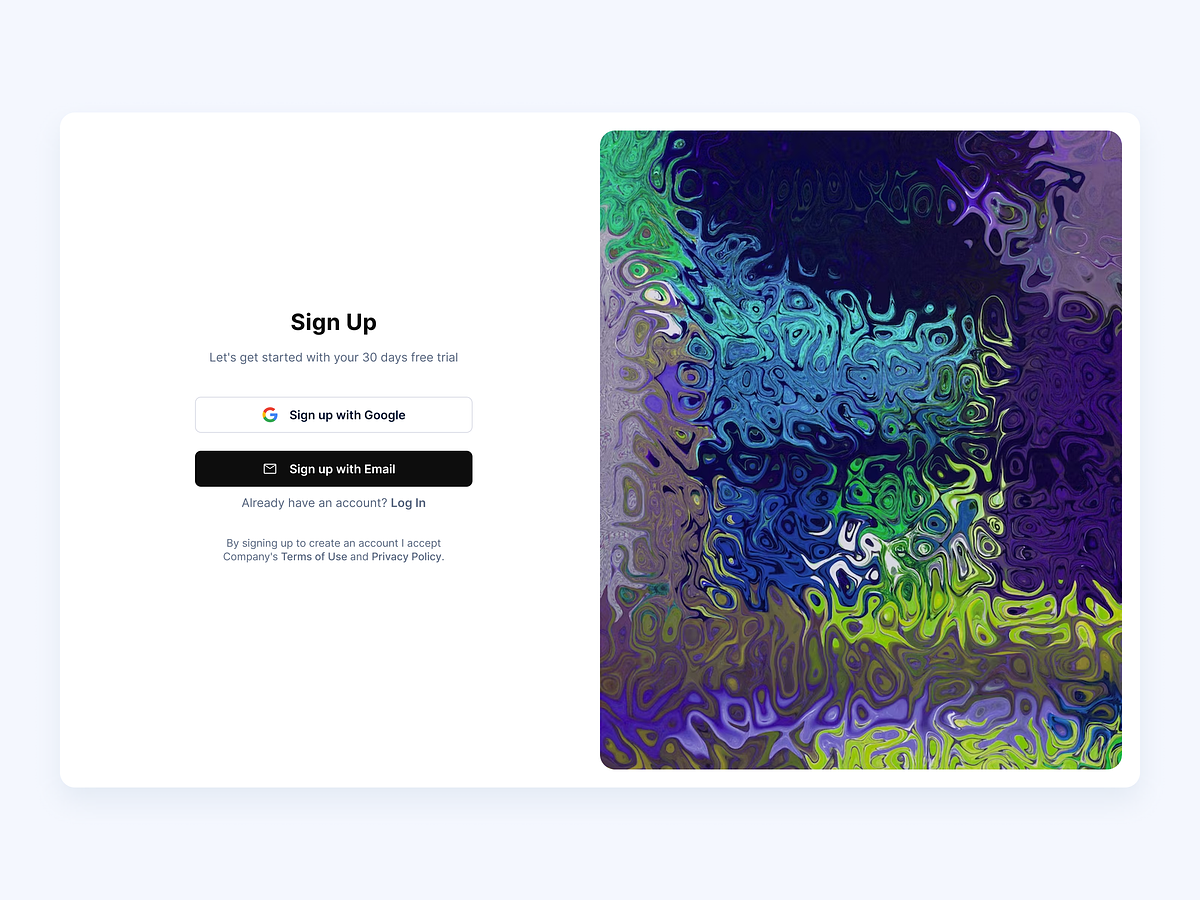 Sign Up
Let's get started with your 30 days free trial
Sign up with Google
Sign up with Email
Already have an account? Log In
By signing up to create an account I accept
Company's Terms of Use and Privacy Policy.